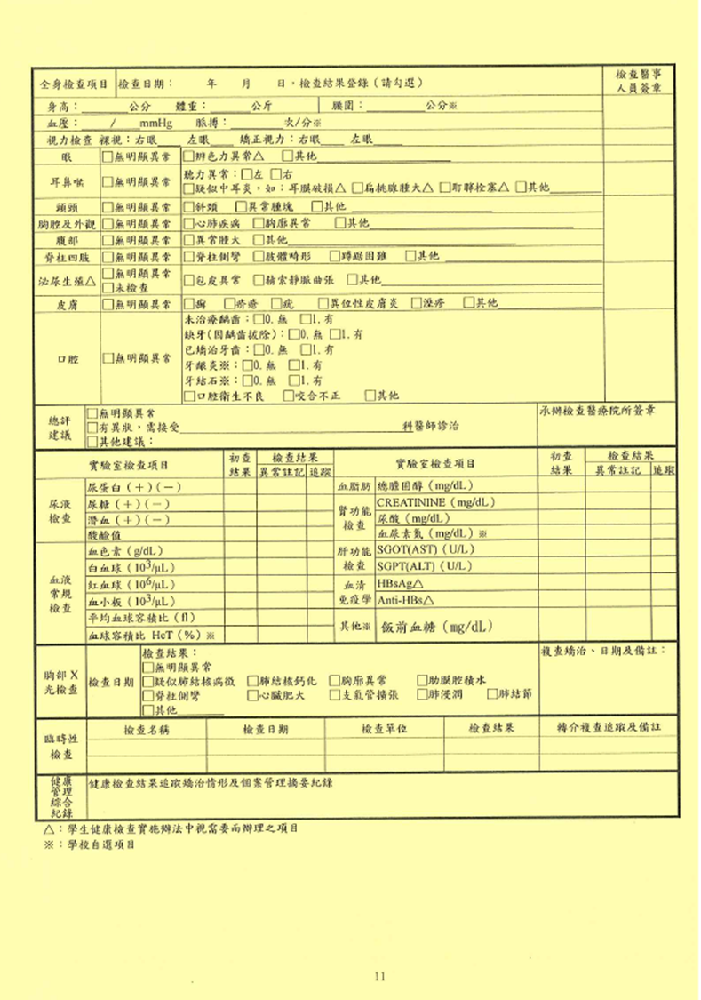 全身檢查項目 檢查日期： 年 月 日，檢查結果登錄（請勾選） 檢查醫事人員簽章
身高：______公分 體重：______公斤 腰圍：______公分※
血壓：____/____mmHg 脈搏：______次/分※
視力檢查 裸視：右眼____ 左眼____ 矯正視力：右眼____ 左眼____
眼 □無明顯異常 □辨色力異常△ □其他
耳鼻喉 □無明顯異常 聽力異常：□左 □右
□疑似中耳炎，如：耳膜破損△ □扁桃腺腫大△ □耵聹栓塞△ □其他
頭頸 □無明顯異常 □斜頸 □異常腫塊 □其他
胸腔及外觀 □無明顯異常 □心肺疾病 □胸廓異常 □其他
腹部 □無明顯異常 □異常腫大 □其他
脊柱四肢 □無明顯異常 □脊柱側彎 □肢體畸形 □蹲踞困難 □其他
泌尿生殖△ □無明顯異常 □未檢查 □包皮異常 □精索靜脈曲張 □其他
皮膚 □無明顯異常 □癬 □疥瘡 □疣 □異位性皮膚炎 □溼疹 □其他
口腔 □無明顯異常
未治療齲齒：□0. 無 □1. 有
缺牙(因齲齒拔除)：□0. 無 □1. 有
已矯治牙齒：□0. 無 □1. 有
牙齦炎※：□0. 無 □1. 有
牙結石※：□0. 無 □1. 有
□口腔衛生不良 □咬合不正 □其他
總評建議 □無明顯異常 承辦檢查醫療院所簽章
□有異狀，需接受______科醫師診治
□其他建議：
實驗室檢查項目 初查結果 檢查結果 異常註記 追蹤 實驗室檢查項目 初查結果 檢查結果 異常註記 追蹤
尿液檢查 尿蛋白（+）（－） 血脂肪 總膽固醇（mg/dL）
尿糖（+）（－） 腎功能檢查 CREATININE（mg/dL）
潛血（+）（－） 尿酸（mg/dL）
酸鹼值 血尿素氮（mg/dL）※
血液常規檢查 血色素（g/dL） 肝功能檢查 SGOT(AST)（U/L）
白血球（10³/μL） SGPT(ALT)（U/L）
紅血球（10⁶/μL） 血清免疫學 HBsAg△
血小板（10³/μL） Anti-HBs△
平均血球容積比（fl） 其他※ 飯前血糖（mg/dL）
血球容積比 HcT（%）※
胸部X光檢查 檢查日期 檢查結果： 複查矯治、日期及備註：
□無明顯異常
□疑似肺結核病徵 □肺結核鈣化 □胸廓異常 □肋膜腔積水
□脊柱側彎 □心臟肥大 □支氣管擴張 □肺浸潤 □肺結節
□其他
臨時性檢查 檢查名稱 檢查日期 檢查單位 檢查結果 轉介複查追蹤及備註
健康管理綜合紀錄 健康檢查結果追蹤矯治情形及個案管理摘要紀錄
△：學生健康檢查實施辦法中視需要而辦理之項目
※：學校自選項目
11